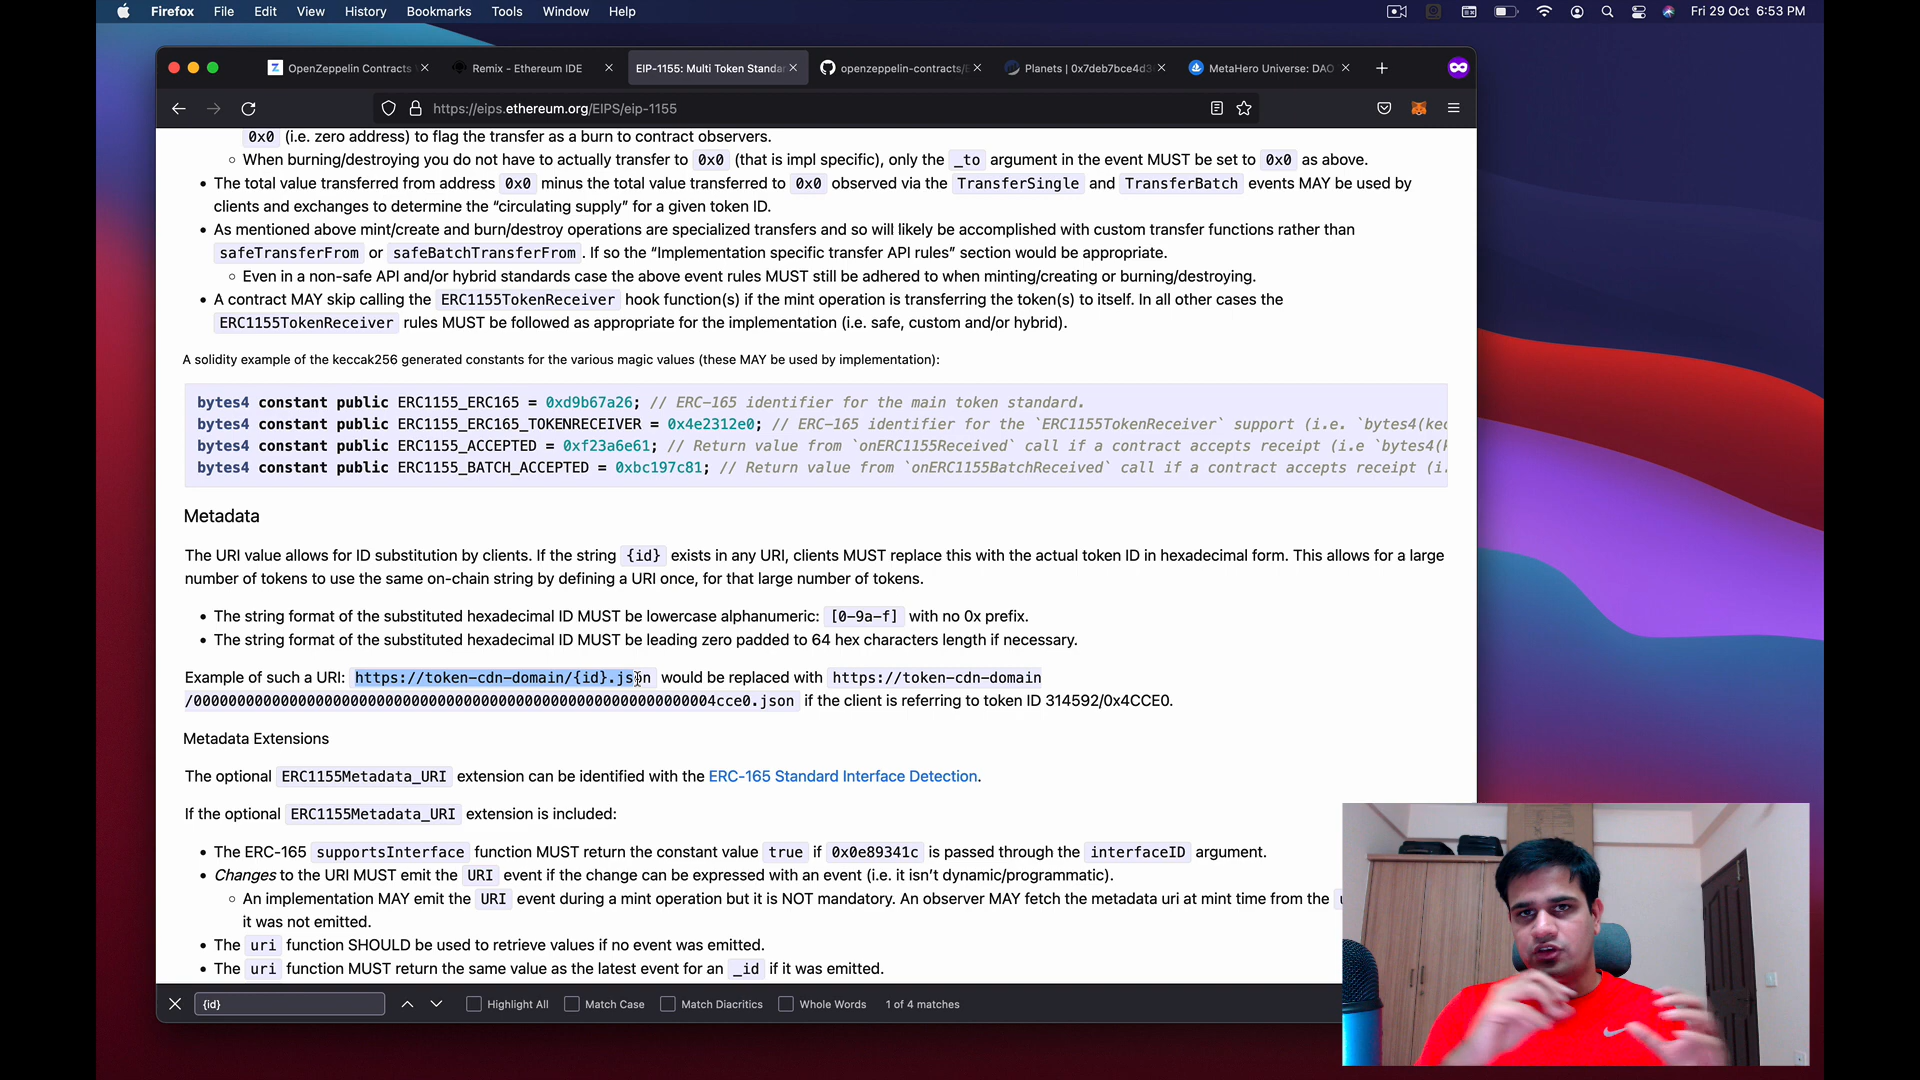 Firefox File Edit View History Bookmarks Tools Window Help Fri 29 Oct 6:53 PM
OpenZeppelin Contracts Remix - Ethereum IDE EIP-1155: Multi Token Standa openzeppelin-contracts/ Planets | 0x7deb7bce4d3 MetaHero Universe: DAO
https://eips.ethereum.org/EIPS/eip-1155
0x0 (i.e. zero address) to flag the transfer as a burn to contract observers.
When burning/destroying you do not have to actually transfer to 0x0 (that is impl specific), only the _to argument in the event MUST be set to 0x0 as above.
The total value transferred from address 0x0 minus the total value transferred to 0x0 observed via the TransferSingle and TransferBatch events MAY be used by
clients and exchanges to determine the “circulating supply” for a given token ID.
As mentioned above mint/create and burn/destroy operations are specialized transfers and so will likely be accomplished with custom transfer functions rather than
safeTransferFrom or safeBatchTransferFrom. If so the “Implementation specific transfer API rules” section would be appropriate.
Even in a non-safe API and/or hybrid standards case the above event rules MUST still be adhered to when minting/creating or burning/destroying.
A contract MAY skip calling the ERC1155TokenReceiver hook function(s) if the mint operation is transferring the token(s) to itself. In all other cases the
ERC1155TokenReceiver rules MUST be followed as appropriate for the implementation (i.e. safe, custom and/or hybrid).
A solidity example of the keccak256 generated constants for the various magic values (these MAY be used by implementation):
bytes4 constant public ERC1155_ERC165 = 0xd9b67a26; // ERC-165 identifier for the main token standard.
bytes4 constant public ERC1155_ERC165_TOKENRECEIVER = 0x4e2312e0; // ERC-165 identifier for the `ERC1155TokenReceiver` support (i.e. `bytes4(kec
bytes4 constant public ERC1155_ACCEPTED = 0xf23a6e61; // Return value from `onERC1155Received` call if a contract accepts receipt (i.e `bytes4(k
bytes4 constant public ERC1155_BATCH_ACCEPTED = 0xbc197c81; // Return value from `onERC1155BatchReceived` call if a contract accepts receipt (i.
Metadata
The URI value allows for ID substitution by clients. If the string {id} exists in any URI, clients MUST replace this with the actual token ID in hexadecimal form. This allows for a large
number of tokens to use the same on-chain string by defining a URI once, for that large number of tokens.
The string format of the substituted hexadecimal ID MUST be lowercase alphanumeric: [0-9a-f] with no 0x prefix.
The string format of the substituted hexadecimal ID MUST be leading zero padded to 64 hex characters length if necessary.
Example of such a URI: https://token-cdn-domain/{id}.json would be replaced with https://token-cdn-domain
/000000000000000000000000000000000000000000000000000000000004cce0.json if the client is referring to token ID 314592/0x4CCE0.
Metadata Extensions
The optional ERC1155Metadata_URI extension can be identified with the ERC-165 Standard Interface Detection.
If the optional ERC1155Metadata_URI extension is included:
The ERC-165 supportsInterface function MUST return the constant value true if 0x0e89341c is passed through the interfaceID argument.
Changes to the URI MUST emit the URI event if the change can be expressed with an event (i.e. it isn’t dynamic/programmatic).
An implementation MAY emit the URI event during a mint operation but it is NOT mandatory. An observer MAY fetch the metadata uri at mint time from the
it was not emitted.
The uri function SHOULD be used to retrieve values if no event was emitted.
The uri function MUST return the same value as the latest event for an _id if it was emitted.
{id} Highlight All Match Case Match Diacritics Whole Words 1 of 4 matches